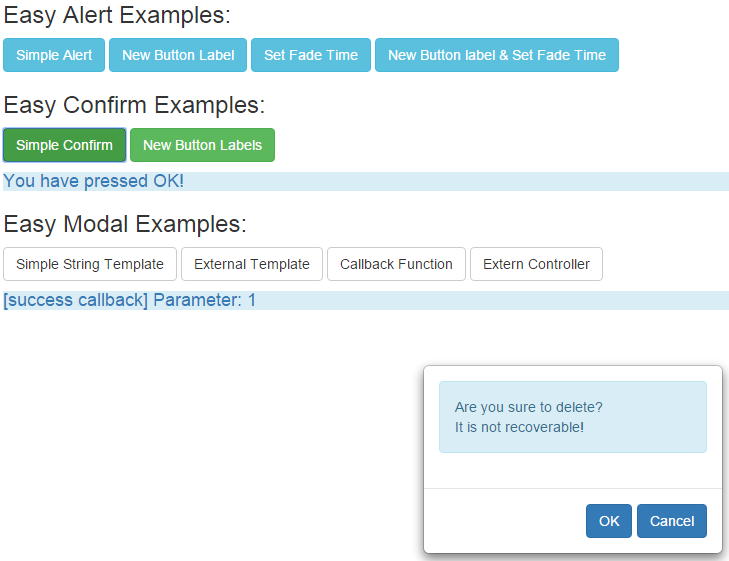 Easy Alert Examples:
Simple Alert New Button Label Set Fade Time New Button label & Set Fade Time
Easy Confirm Examples:
Simple Confirm New Button Labels
You have pressed OK!
Easy Modal Examples:
Simple String Template External Template Callback Function Extern Controller
[success callback] Parameter: 1
Are you sure to delete?
It is not recoverable!
OK Cancel